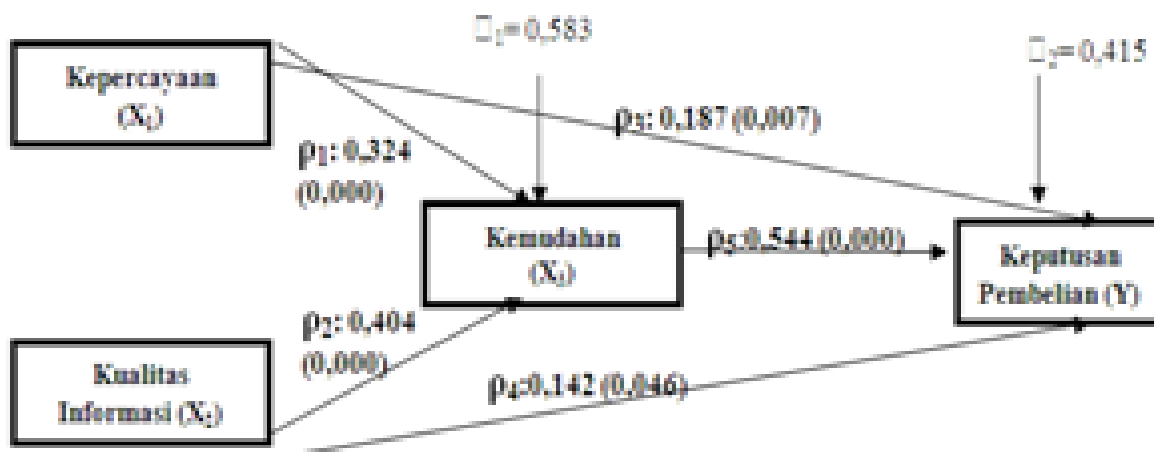 □₁= 0,583
□₂= 0,415
Kepercayaan
(X₁)
ρ₃: 0,187 (0,007)
ρ₁: 0,324
(0,000)
Kemudahan
(X₃)
ρ₅:0,544 (0,000)
Keputusan
Pembelian (Y)
ρ₂: 0,404
(0,000)
Kualitas
Informasi (X₂)
ρ₄:0,142 (0,046)